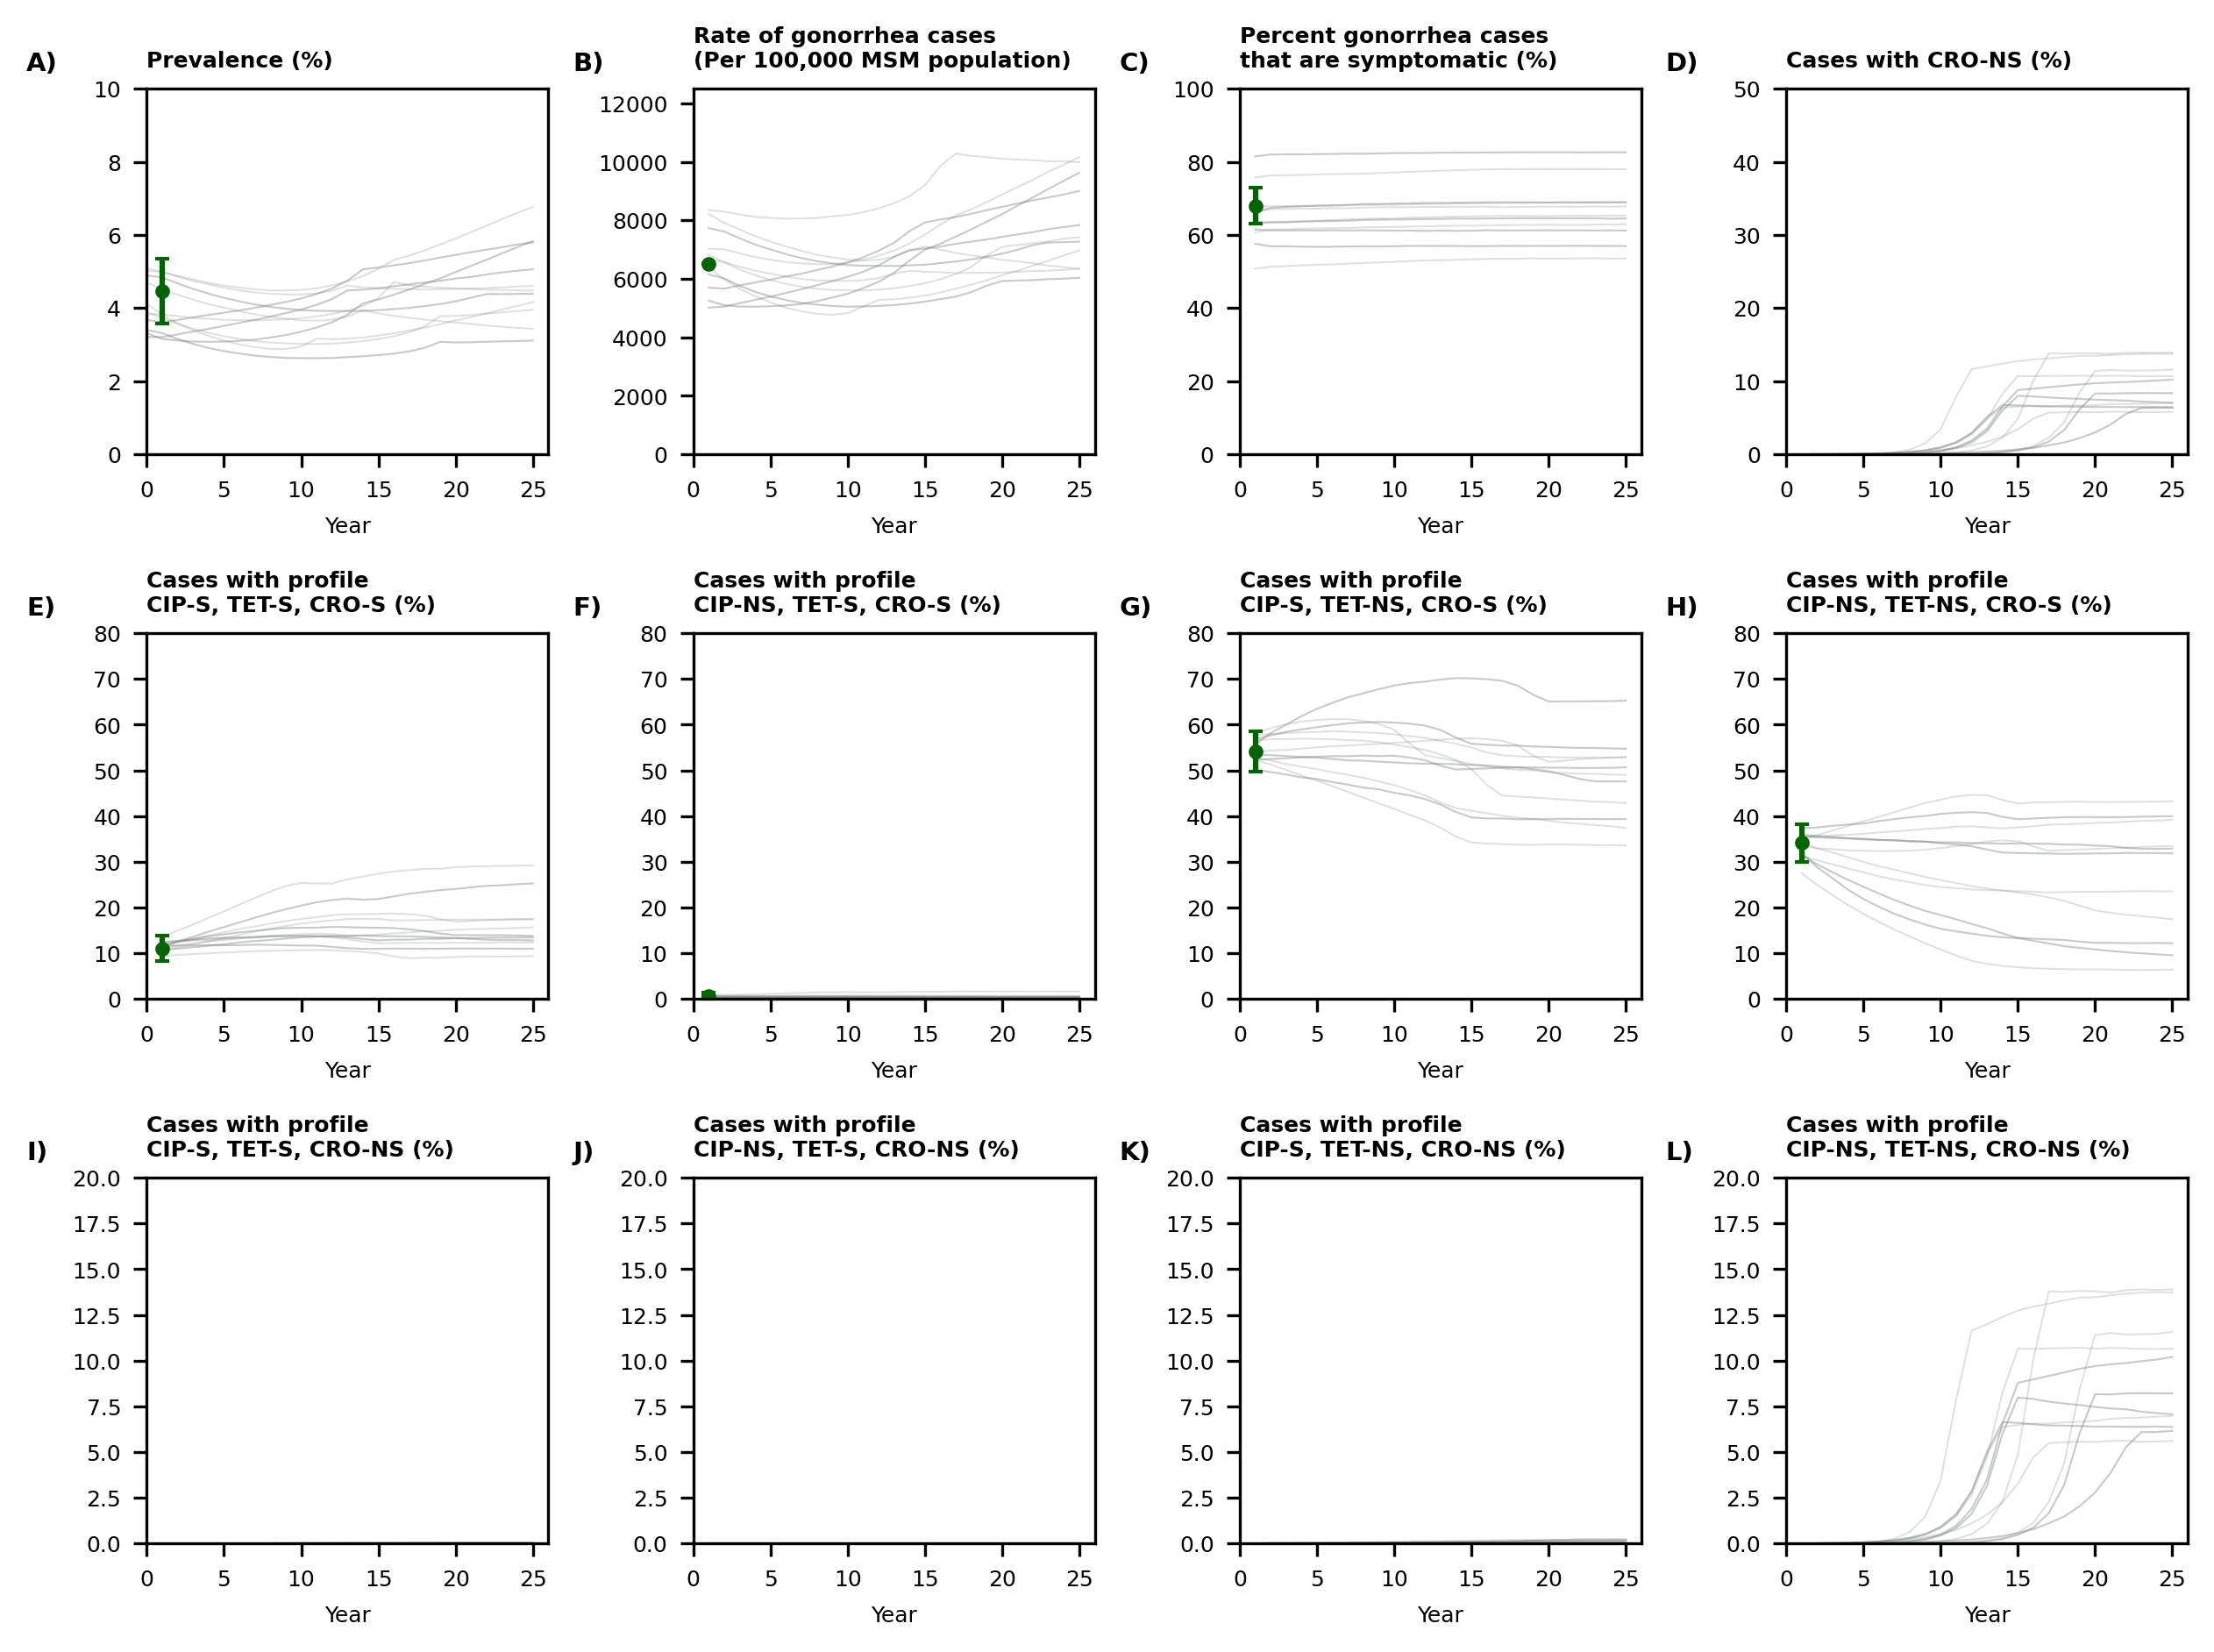 A)
Prevalence (%)
10
8
6
4
2
0
0 5 10 15 20 25
Year
B)
Rate of gonorrhea cases
(Per 100,000 MSM population)
12000
10000
8000
6000
4000
2000
0
0 5 10 15 20 25
Year
C)
Percent gonorrhea cases
that are symptomatic (%)
100
80
60
40
20
0
0 5 10 15 20 25
Year
D)
Cases with CRO-NS (%)
50
40
30
20
10
0
0 5 10 15 20 25
Year
E)
Cases with profile
CIP-S, TET-S, CRO-S (%)
80
70
60
50
40
30
20
10
0
0 5 10 15 20 25
Year
F)
Cases with profile
CIP-NS, TET-S, CRO-S (%)
80
70
60
50
40
30
20
10
0
0 5 10 15 20 25
Year
G)
Cases with profile
CIP-S, TET-NS, CRO-S (%)
80
70
60
50
40
30
20
10
0
0 5 10 15 20 25
Year
H)
Cases with profile
CIP-NS, TET-NS, CRO-S (%)
80
70
60
50
40
30
20
10
0
0 5 10 15 20 25
Year
I)
Cases with profile
CIP-S, TET-S, CRO-NS (%)
20.0
17.5
15.0
12.5
10.0
7.5
5.0
2.5
0.0
0 5 10 15 20 25
Year
J)
Cases with profile
CIP-NS, TET-S, CRO-NS (%)
20.0
17.5
15.0
12.5
10.0
7.5
5.0
2.5
0.0
0 5 10 15 20 25
Year
K)
Cases with profile
CIP-S, TET-NS, CRO-NS (%)
20.0
17.5
15.0
12.5
10.0
7.5
5.0
2.5
0.0
0 5 10 15 20 25
Year
L)
Cases with profile
CIP-NS, TET-NS, CRO-NS (%)
20.0
17.5
15.0
12.5
10.0
7.5
5.0
2.5
0.0
0 5 10 15 20 25
Year